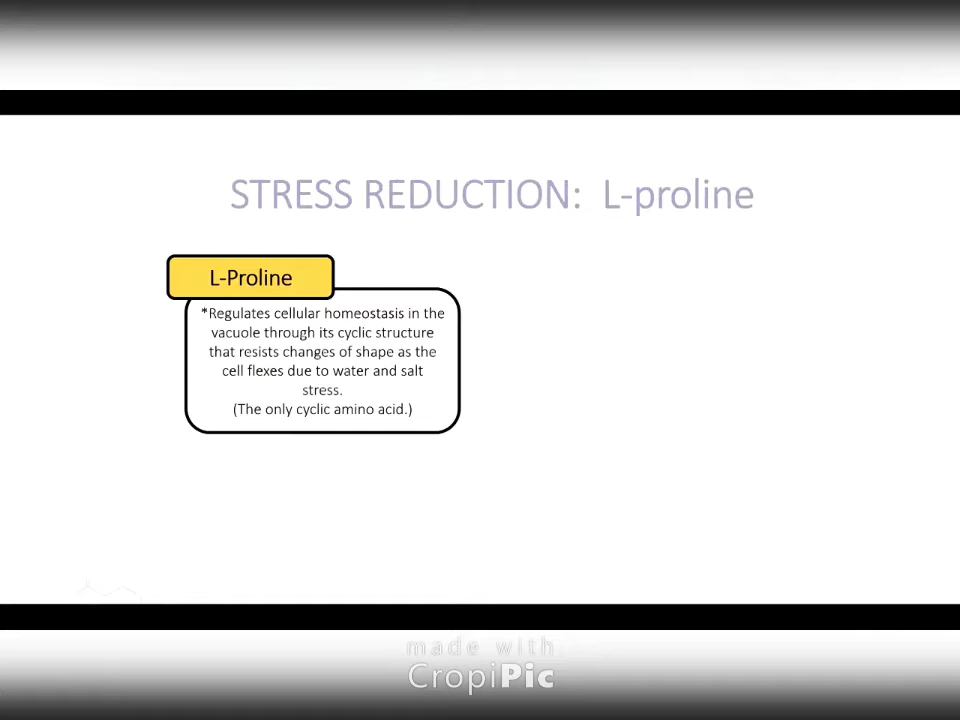 STRESS REDUCTION: L-proline
L-Proline
*Regulates cellular homeostasis in the
vacuole through its cyclic structure
that resists changes of shape as the
cell flexes due to water and salt
stress.
(The only cyclic amino acid.)
made with
CropiPic